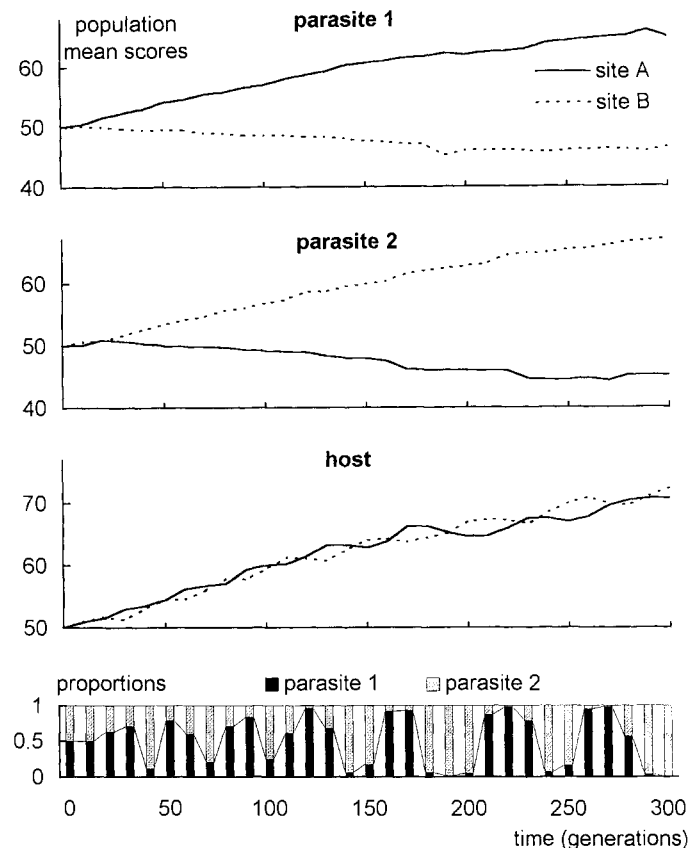 population
mean scores
parasite 1
60
50
40
site A
site B
parasite 2
60
50
40
host
70
60
50
proportions
parasite 1
parasite 2
1
0.5
0
0 50 100 150 200 250 300
time (generations)